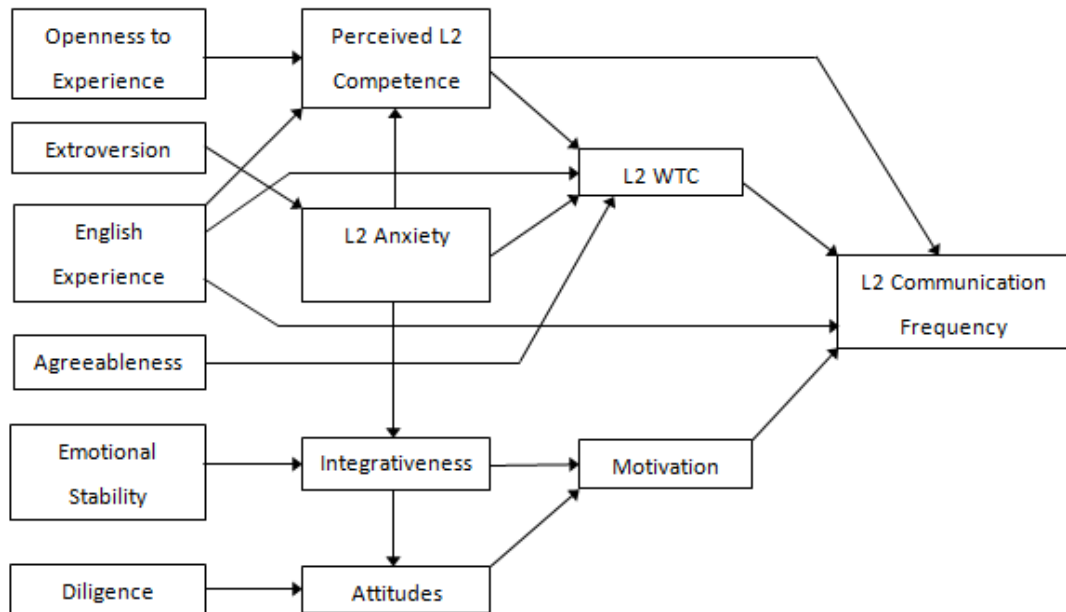 Openness to
Experience
Perceived L2
Competence
Extroversion
L2 WTC
English
Experience
L2 Anxiety
L2 Communication
Frequency
Agreeableness
Emotional
Stability
Integrativeness
Motivation
Diligence
Attitudes